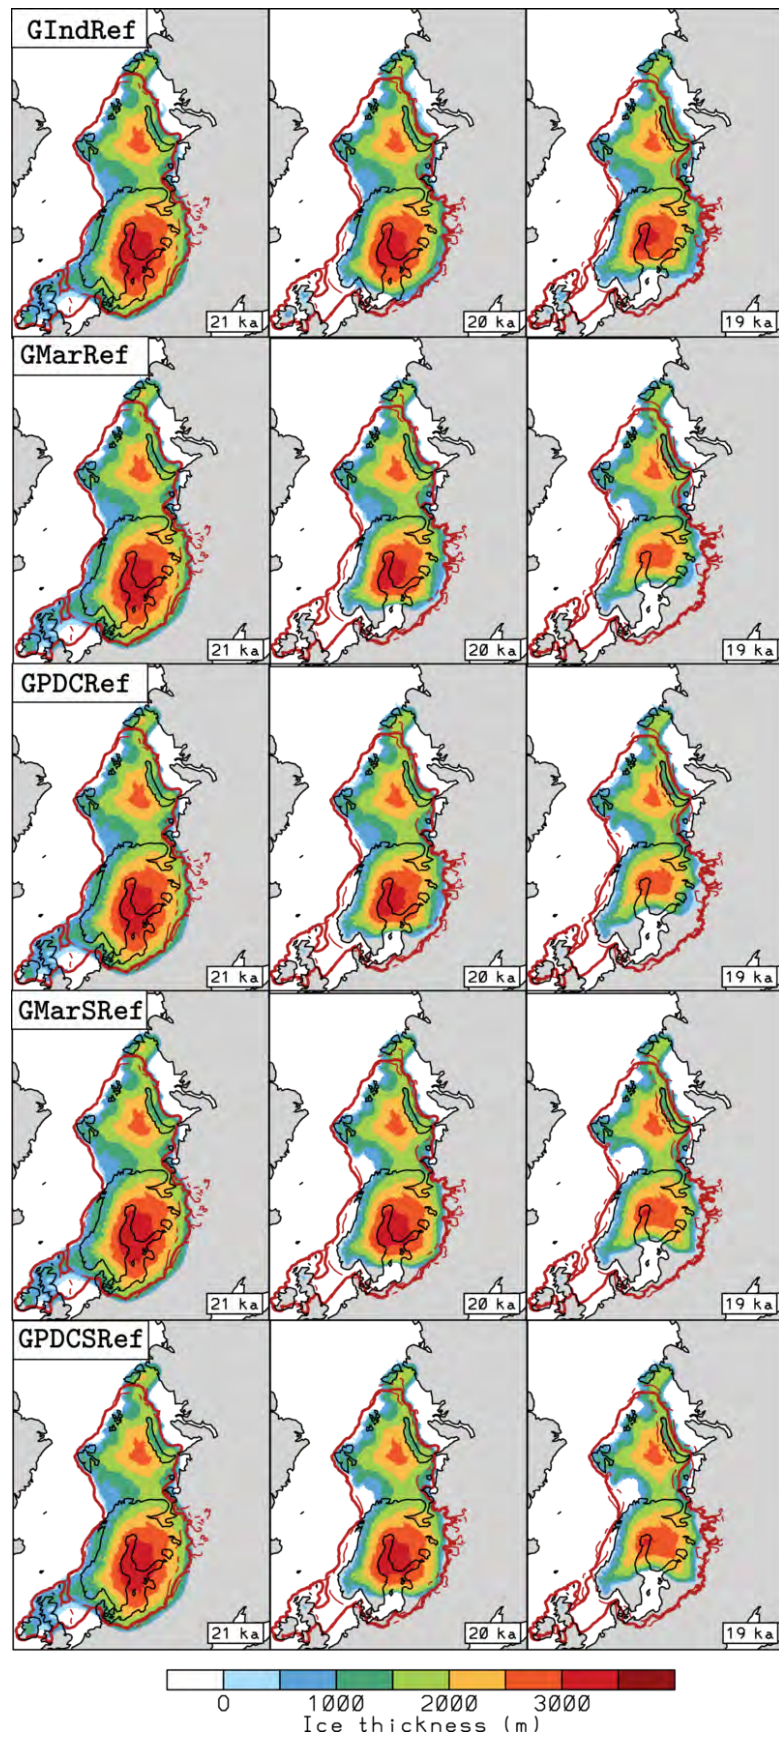 GIndRef
21 ka
20 ka
19 ka
GMarRef
21 ka
20 ka
19 ka
GPDCRef
21 ka
20 ka
19 ka
GMarSRef
21 ka
20 ka
19 ka
GPDCSRef
21 ka
20 ka
19 ka
0 1000 2000 3000
Ice thickness (m)